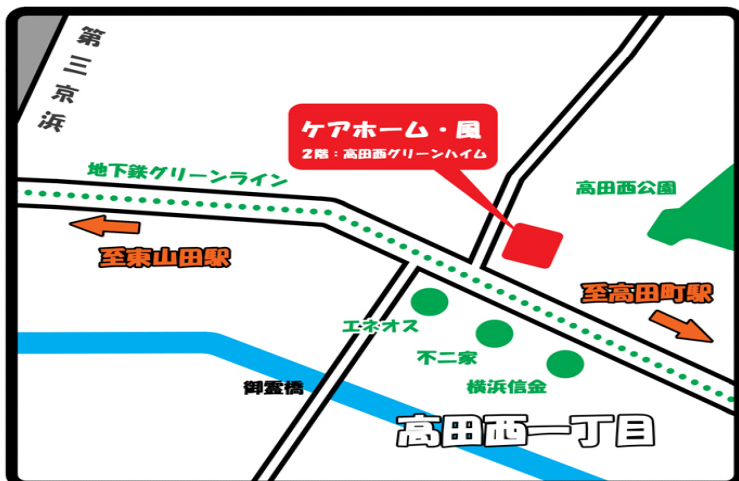 第三京浜
ケアホーム・風
2階：高田西グリーンハイム
地下鉄グリーンライン
高田西公園
至東山田駅
至高田町駅
エネオス
不二家
横浜信金
御霊橋
高田西一丁目